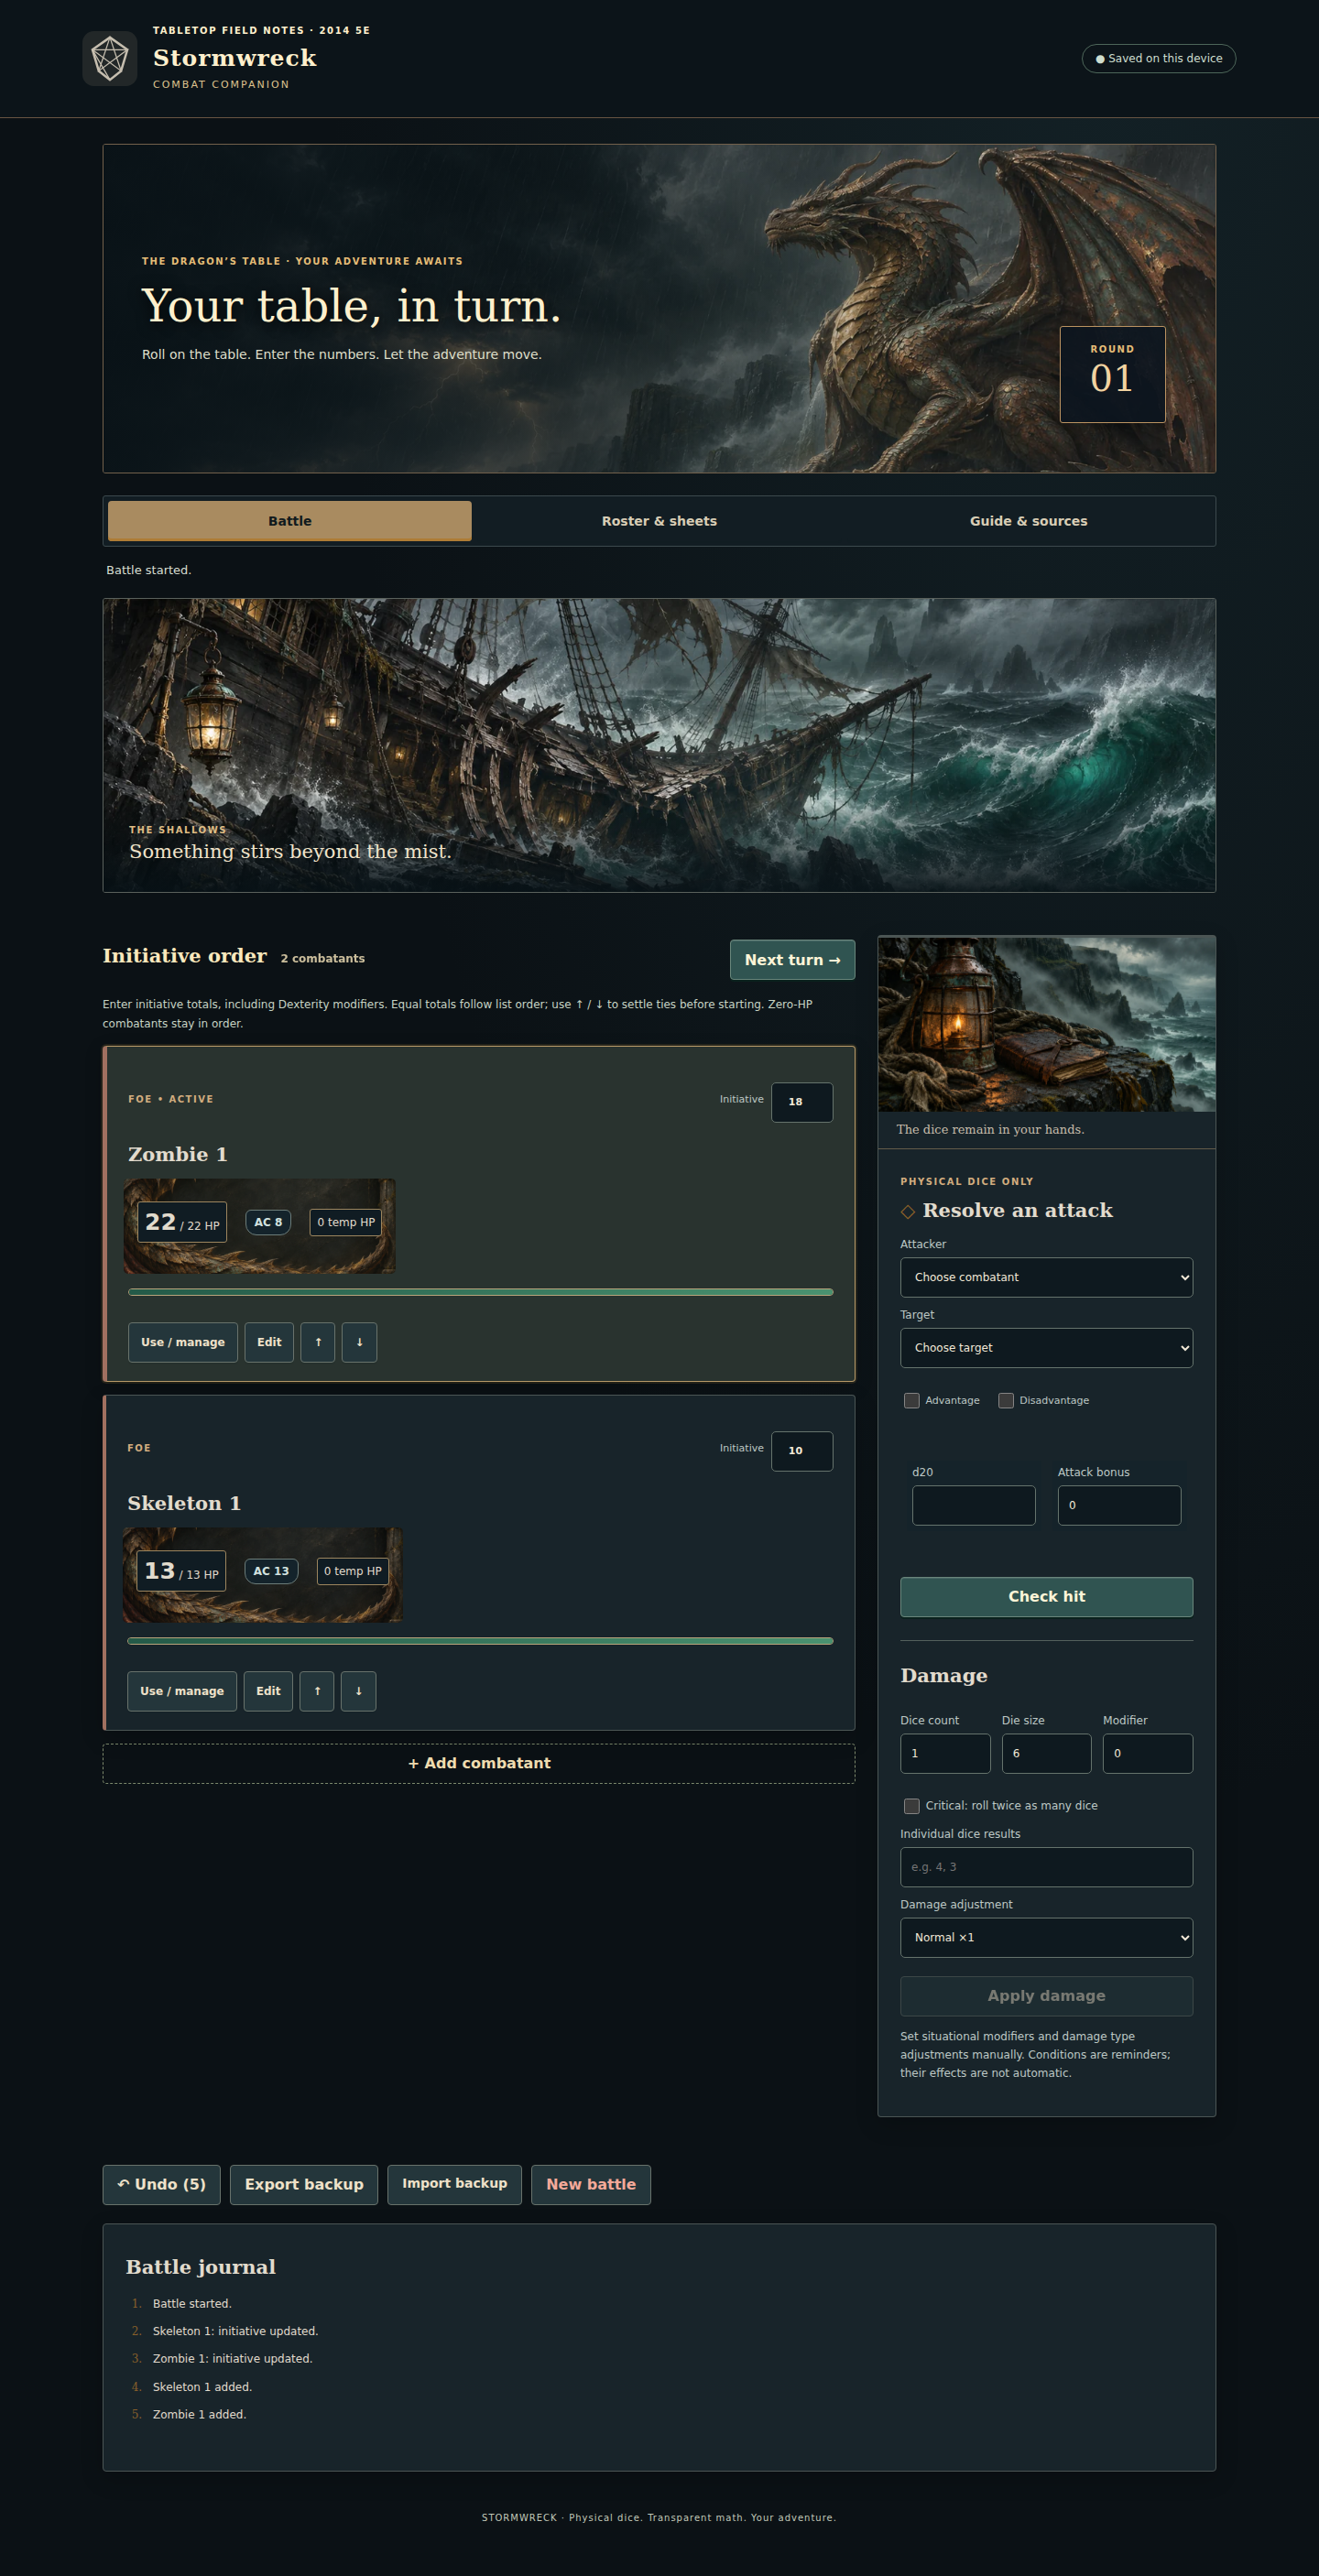 TABLETOP FIELD NOTES · 2014 5E
Stormwreck
COMBAT COMPANION
● Saved on this device
THE DRAGON’S TABLE · YOUR ADVENTURE AWAITS
Your table, in turn.
Roll on the table. Enter the numbers. Let the adventure move.
ROUND
01
Battle
Roster & sheets
Guide & sources
Battle started.
THE SHALLOWS
Something stirs beyond the mist.
Initiative order 2 combatants
Next turn →
Enter initiative totals, including Dexterity modifiers. Equal totals follow list order; use ↑ / ↓ to settle ties before starting. Zero-HP
combatants stay in order.
FOE • ACTIVE
Initiative 18
Zombie 1
22 / 22 HP
AC 8
0 temp HP
Use / manage
Edit
↑
↓
FOE
Initiative 10
Skeleton 1
13 / 13 HP
AC 13
0 temp HP
Use / manage
Edit
↑
↓
+ Add combatant
The dice remain in your hands.
PHYSICAL DICE ONLY
◇ Resolve an attack
Attacker
Choose combatant
Target
Choose target
Advantage
Disadvantage
d20
Attack bonus
0
Check hit
Damage
Dice count
Die size
Modifier
1
6
0
Critical: roll twice as many dice
Individual dice results
e.g. 4, 3
Damage adjustment
Normal ×1
Apply damage
Set situational modifiers and damage type
adjustments manually. Conditions are reminders;
their effects are not automatic.
↶ Undo (5)
Export backup
Import backup
New battle
Battle journal
1. Battle started.
2. Skeleton 1: initiative updated.
3. Zombie 1: initiative updated.
4. Skeleton 1 added.
5. Zombie 1 added.
STORMWRECK · Physical dice. Transparent math. Your adventure.